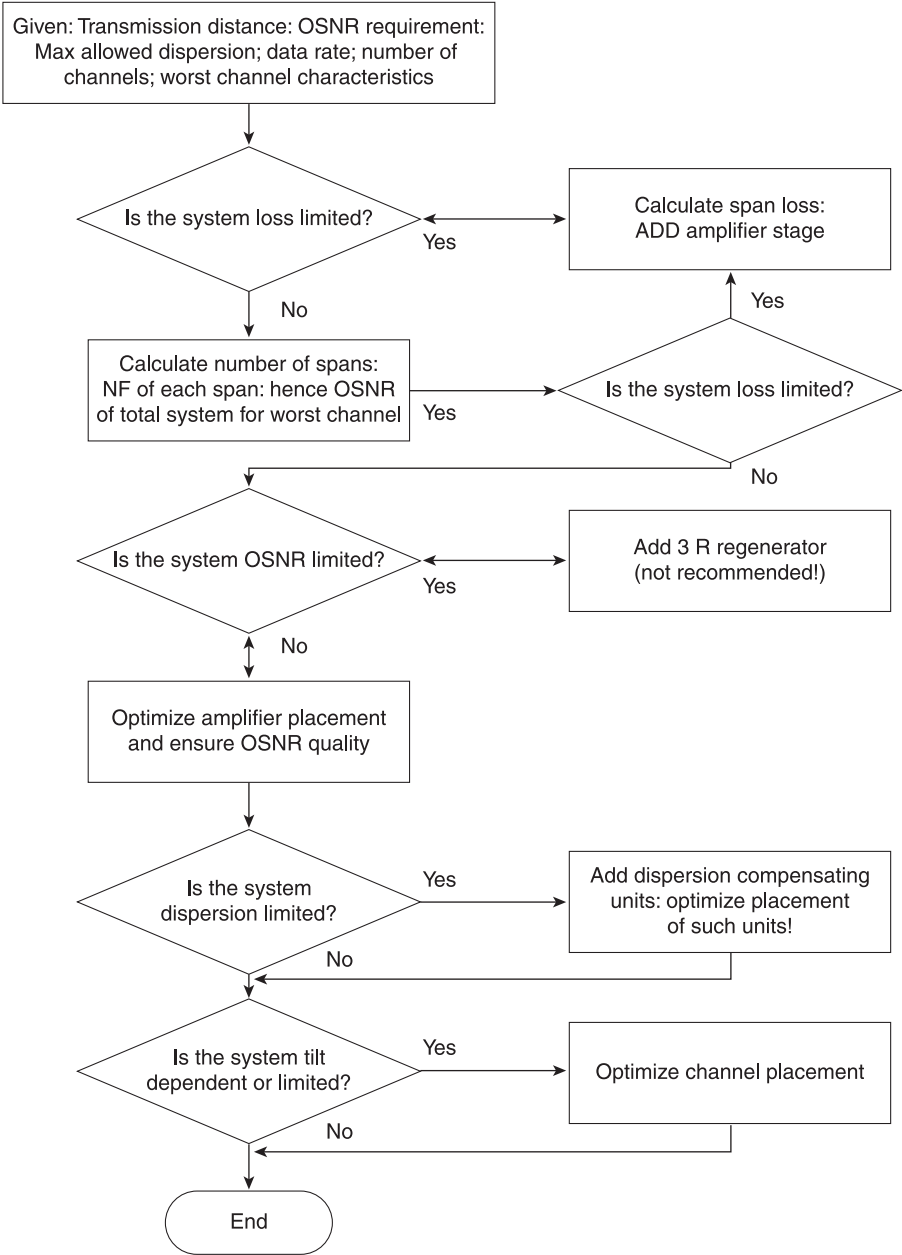 Given: Transmission distance: OSNR requirement:
Max allowed dispersion; data rate; number of
channels; worst channel characteristics
Is the system loss limited?
Yes
Calculate span loss:
ADD amplifier stage
No
Yes
Calculate number of spans:
NF of each span: hence OSNR
of total system for worst channel
Yes
Is the system loss limited?
No
Is the system OSNR limited?
Yes
Add 3 R regenerator
(not recommended!)
No
Optimize amplifier placement
and ensure OSNR quality
Is the system
dispersion limited?
Yes
Add dispersion compensating
units: optimize placement
of such units!
No
Is the system tilt
dependent or limited?
Yes
Optimize channel placement
No
End